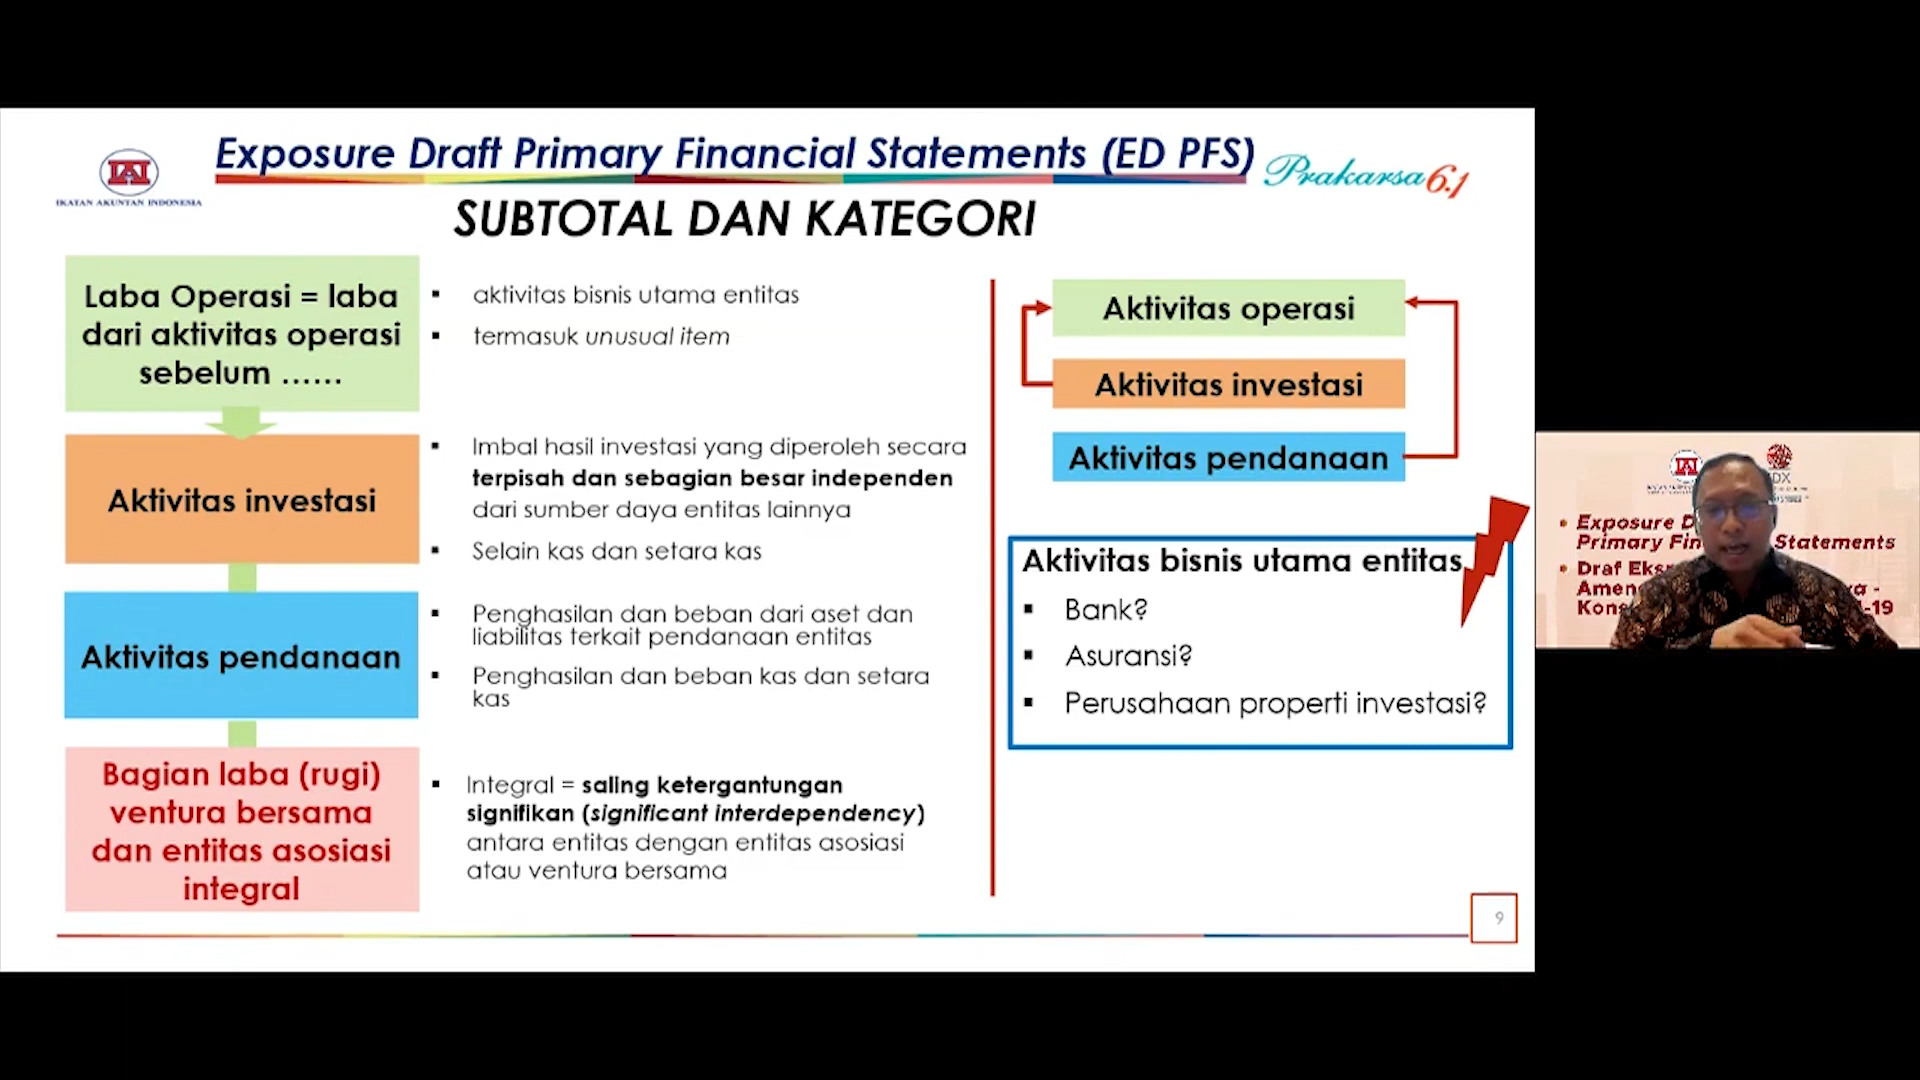 Exposure Draft Primary Financial Statements (ED PFS)
IAI
IKATAN AKUNTAN INDONESIA
Prakarsa 6.1
SUBTOTAL DAN KATEGORI
Laba Operasi = laba
dari aktivitas operasi
sebelum ......
▪ aktivitas bisnis utama entitas
▪ termasuk unusual item
Aktivitas investasi
▪ Imbal hasil investasi yang diperoleh secara
terpisah dan sebagian besar independen
dari sumber daya entitas lainnya
▪ Selain kas dan setara kas
Aktivitas pendanaan
▪ Penghasilan dan beban dari aset dan
liabilitas terkait pendanaan entitas
▪ Penghasilan dan beban kas dan setara
kas
Bagian laba (rugi)
ventura bersama
dan entitas asosiasi
integral
▪ Integral = saling ketergantungan
signifikan (significant interdependency)
antara entitas dengan entitas asosiasi
atau ventura bersama
Aktivitas operasi
Aktivitas investasi
Aktivitas pendanaan
Aktivitas bisnis utama entitas
▪ Bank?
▪ Asuransi?
▪ Perusahaan properti investasi?
9
IAI
DX
• Exposure D
Primary Fin Statements
• Draf Eks
Amen
Kons -19